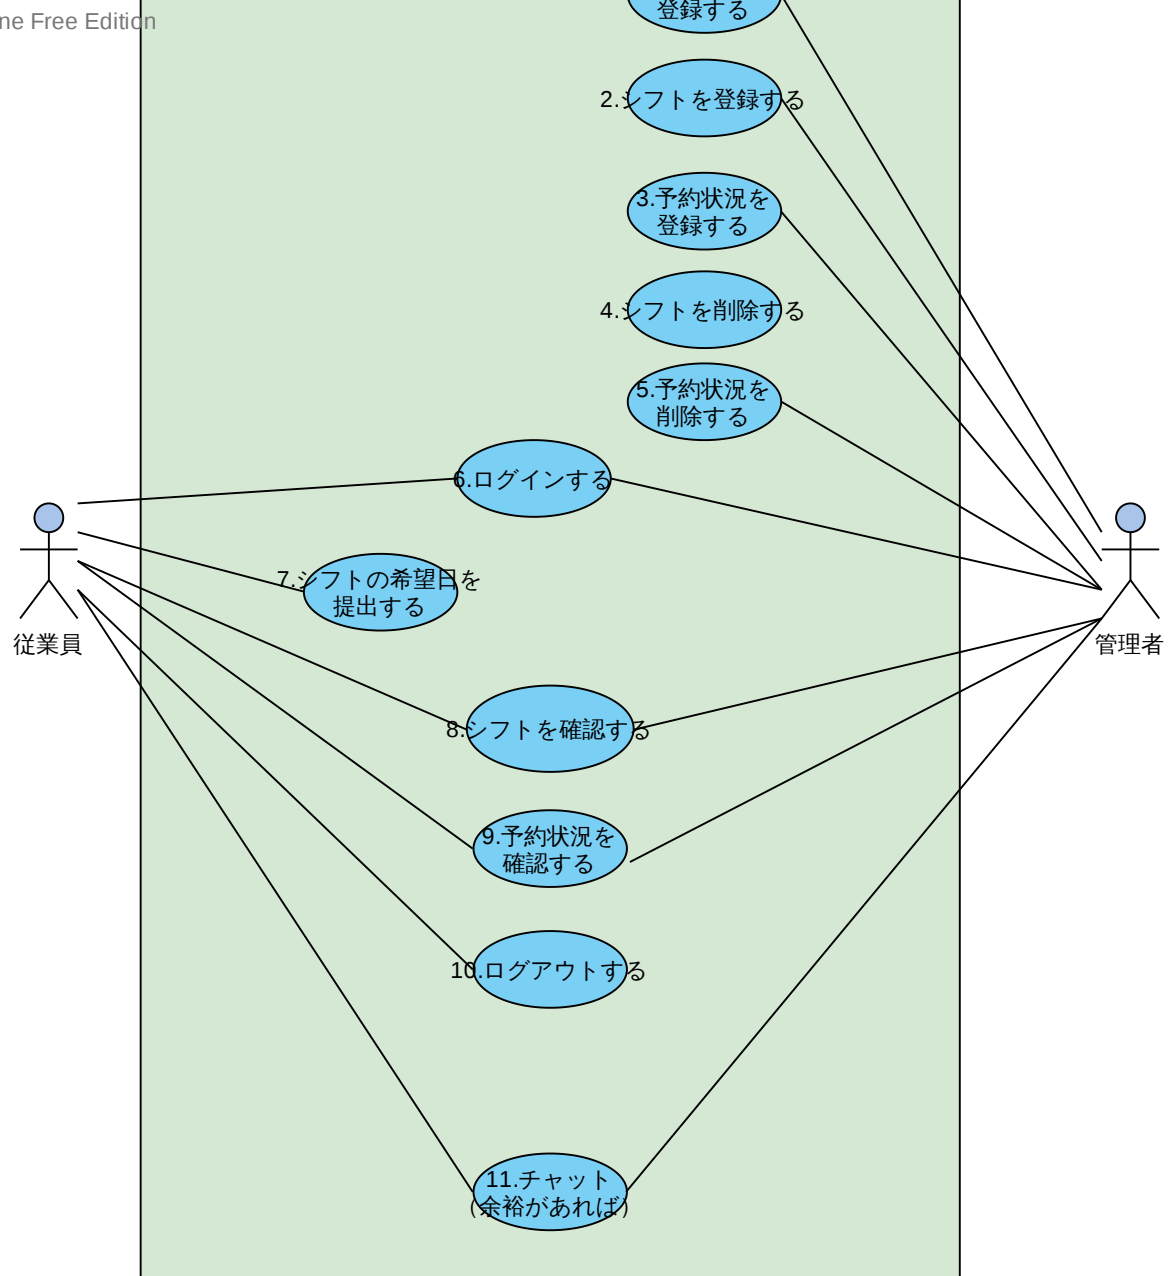 ne Free Edition
登録する
2.シフトを登録する
3.予約状況を
登録する
4.シフトを削除する
5.予約状況を
削除する
6.ログインする
7.シフトの希望日を
提出する
従業員
管理者
8.シフトを確認する
9.予約状況を
確認する
10.ログアウトする
11.チャット
（余裕があれば）